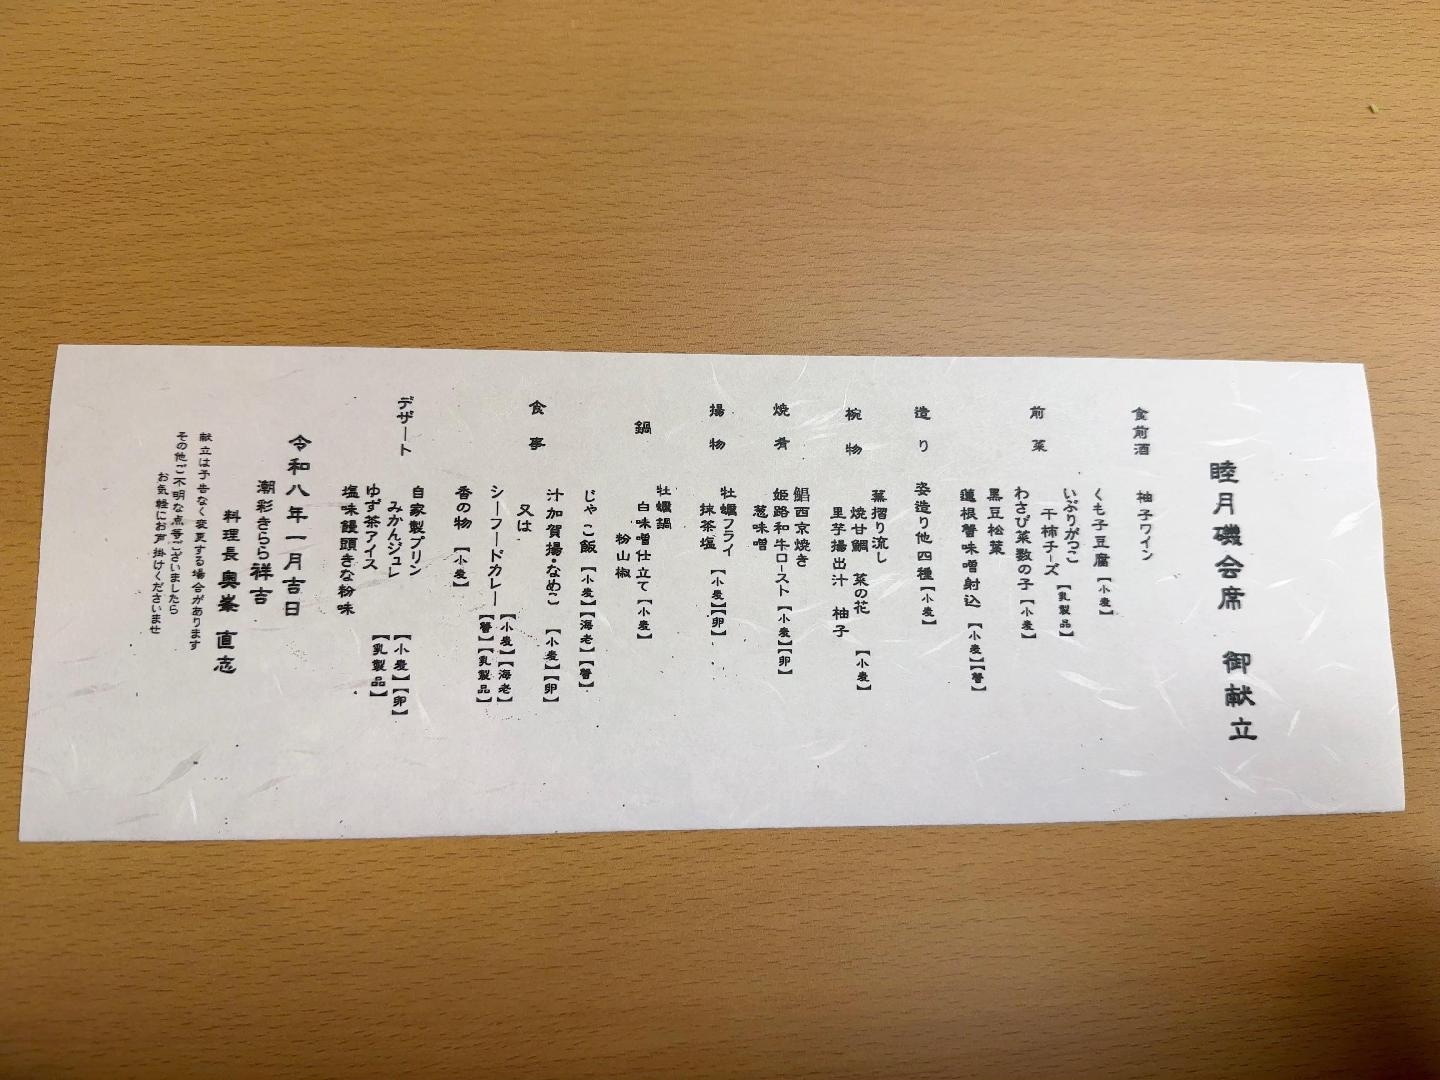 睦月磯会席　御献立
食前酒　柚子ワイン
前菜　くも子豆腐【小麦】
いぶりがっこ
干柿チーズ【乳製品】
わさび菜数の子【小麦】
黒豆松葉
蓮根蟹味噌射込【小麦】【蟹】
造り　姿造り他四種【小麦】
椀物　蕪摺り流し
焼甘鯛　菜の花
里芋揚出汁　柚子【小麦】
焼肴　鯧西京焼き
姫路和牛ロースト【小麦】【卵】
葱味噌
揚物　牡蠣フライ
抹茶塩【小麦】【卵】
鍋　牡蠣鍋
白味噌仕立て【小麦】
粉山椒
食事　じゃこ飯【小麦】【海老】【蟹】
汁加賀揚・なめこ【小麦】【卵】
又は
シーフードカレー【小麦】【海老】
【蟹】【乳製品】
香の物【小麦】
デザート　自家製プリン
みかんジュレ
ゆず茶アイス
塩味饅頭きな粉味
【小麦】【卵】
【乳製品】
令和八年一月吉日
潮彩きらら祥吉
料理長　奥峯　直志
献立は予告なく変更する場合があります
その他ご不明な点等ございましたら
お気軽にお声掛けくださいませ